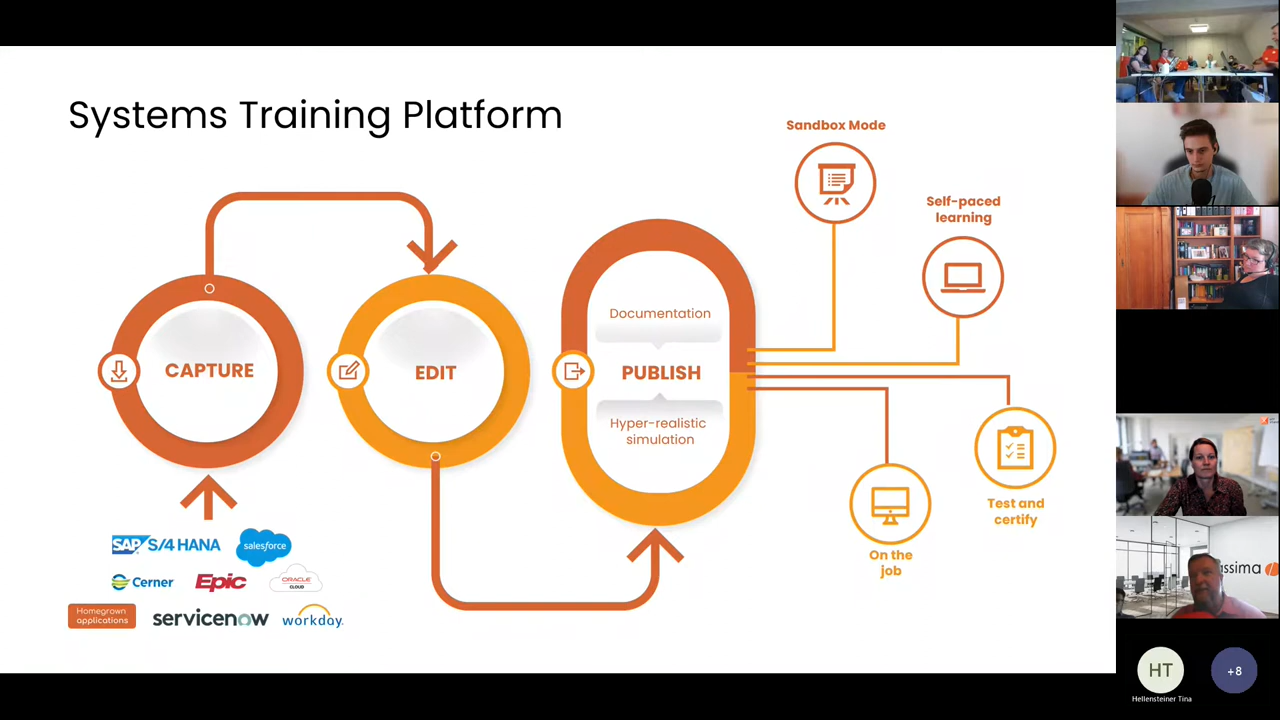 Systems Training Platform
Sandbox Mode
Self-paced
learning
CAPTURE
EDIT
Documentation
PUBLISH
Hyper-realistic
simulation
Test and
certify
On the
job
SAP S/4 HANA
salesforce
Cerner
Epic
ORACLE
CLOUD
Homegrown
applications
servicenow
workday.
assima
HT
+8
Hellensteiner Tina